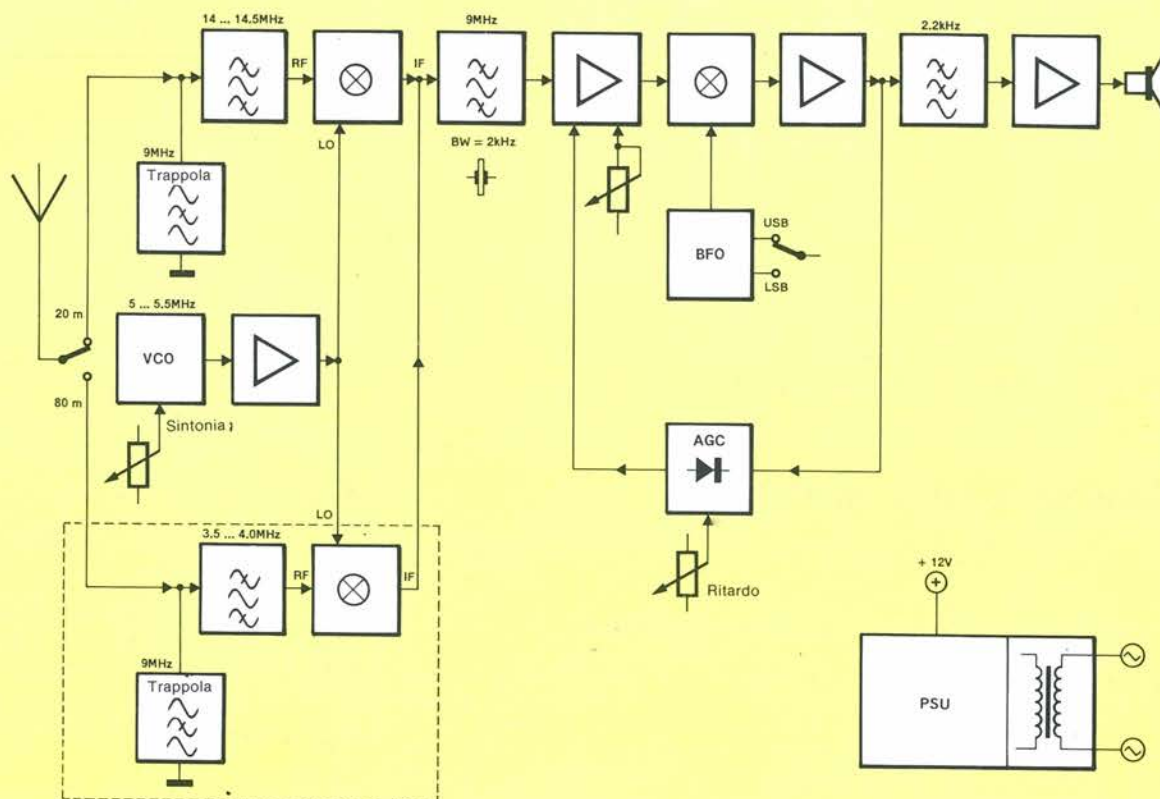 14 ... 14.5MHz
RF
IF
9MHz
2.2kHz
LO
BW = 2kHz
9MHz
Trappola
USB
BFO
LSB
20 m
5 ... 5.5MHz
VCO
80 m
Sintonia
AGC
LO
3.5 ... 4.0MHz
RF
IF
Ritardo
+ 12V
9MHz
Trappola
PSU